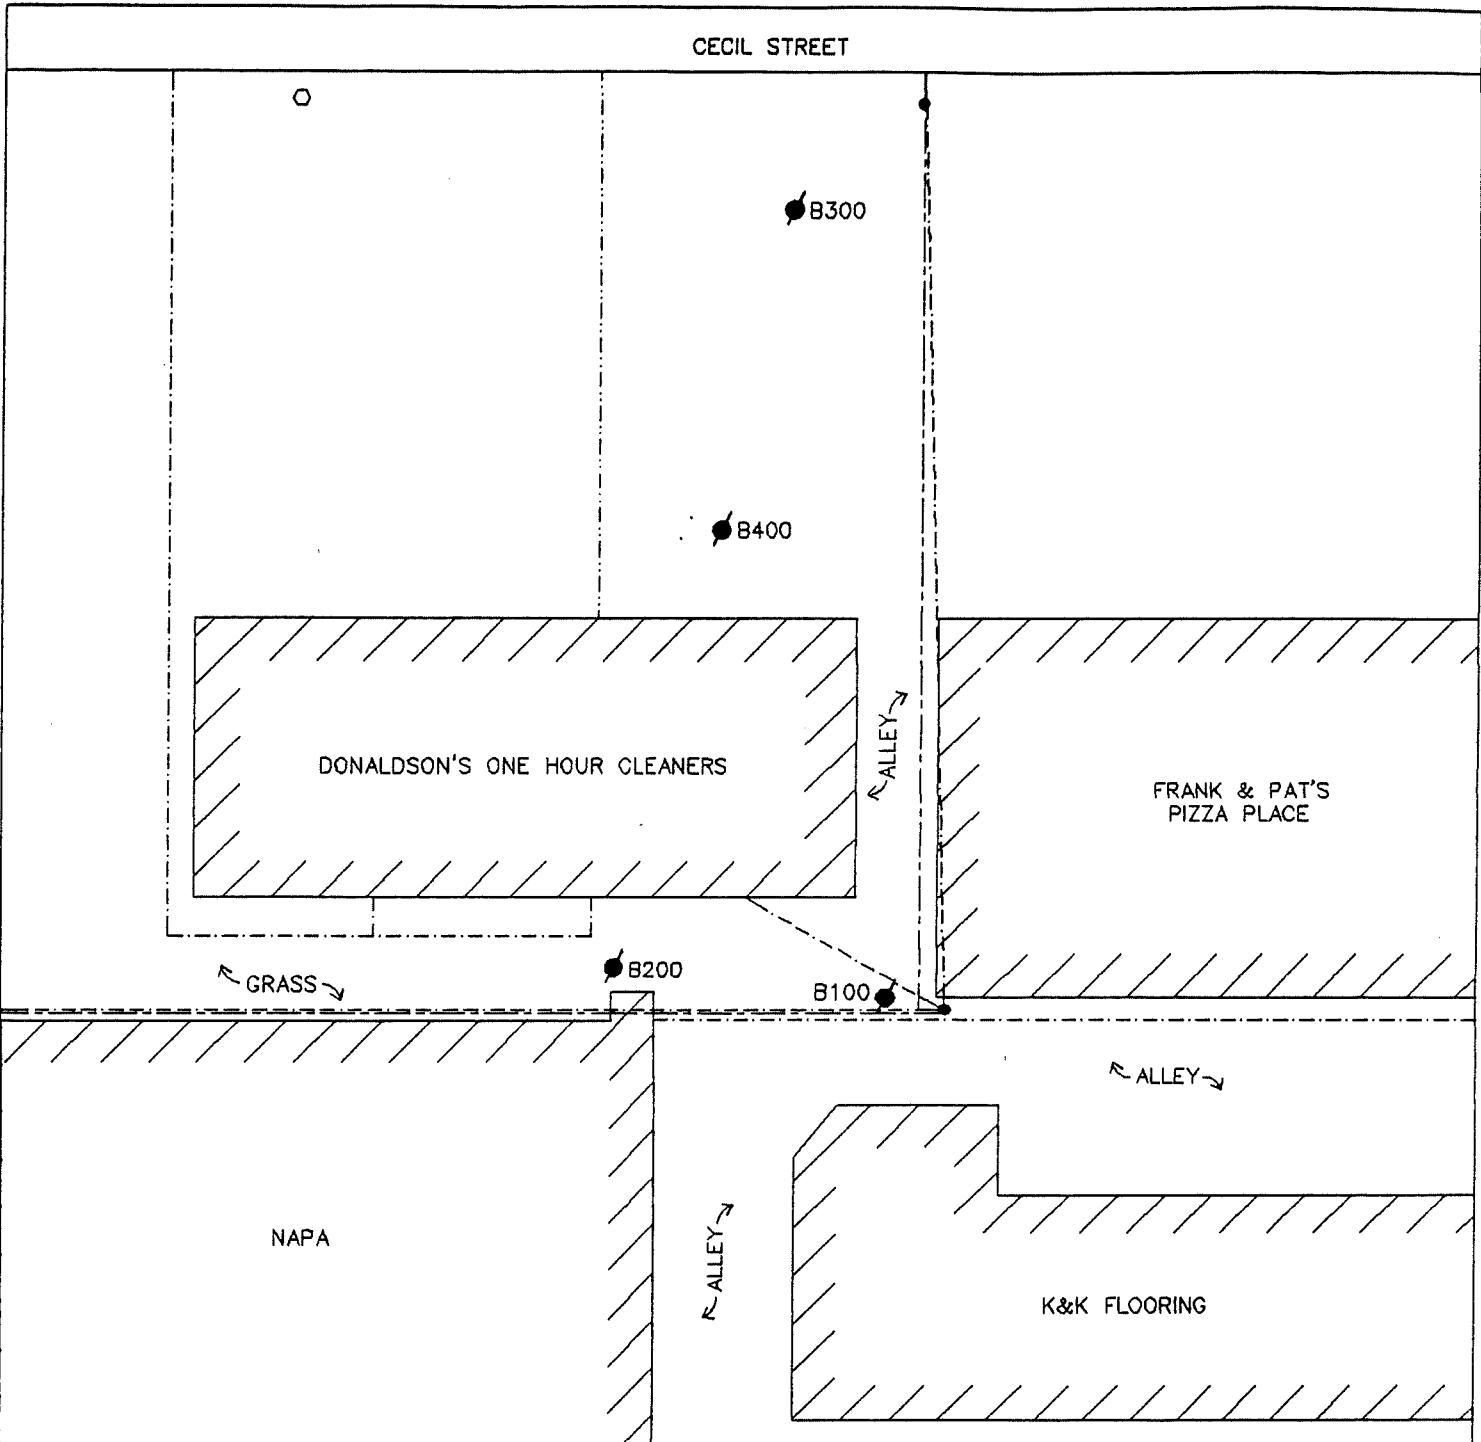 CECIL STREET
B300
B400
ALLEY
DONALDSON'S ONE HOUR CLEANERS
FRANK & PAT'S
PIZZA PLACE
B200
GRASS
B100
ALLEY
ALLEY
NAPA
K&K FLOORING